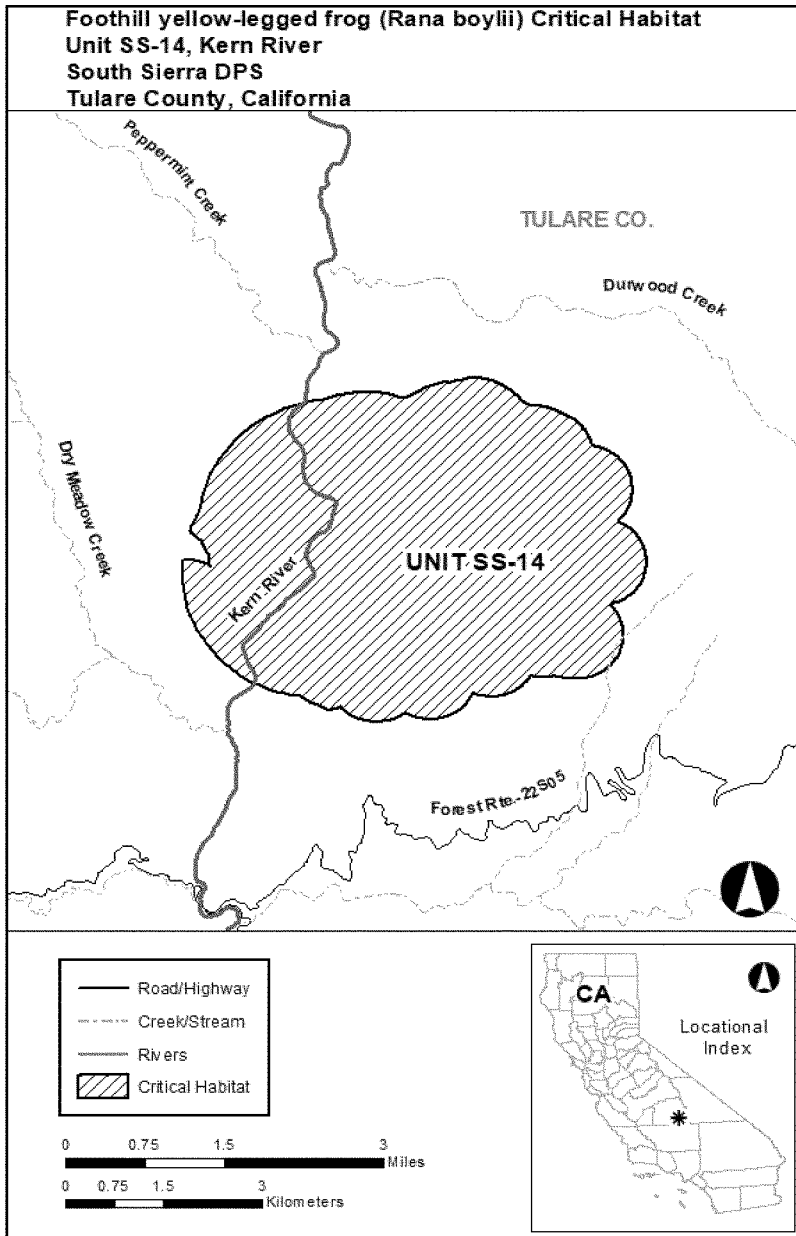 Foothill yellow-legged frog (Rana boylii) Critical Habitat
Unit SS-14, Kern River
South Sierra DPS
Tulare County, California
Peppermint Creek
TULARE CO.
Durwood Creek
Dry Meadow Creek
UNIT SS-14
Kern River
Forest Rte. 22S05
Road/Highway
Creek/Stream
Rivers
Critical Habitat
0 0.75 1.5 3
Miles
0 0.75 1.5 3
Kilometers
CA
Locational
Index